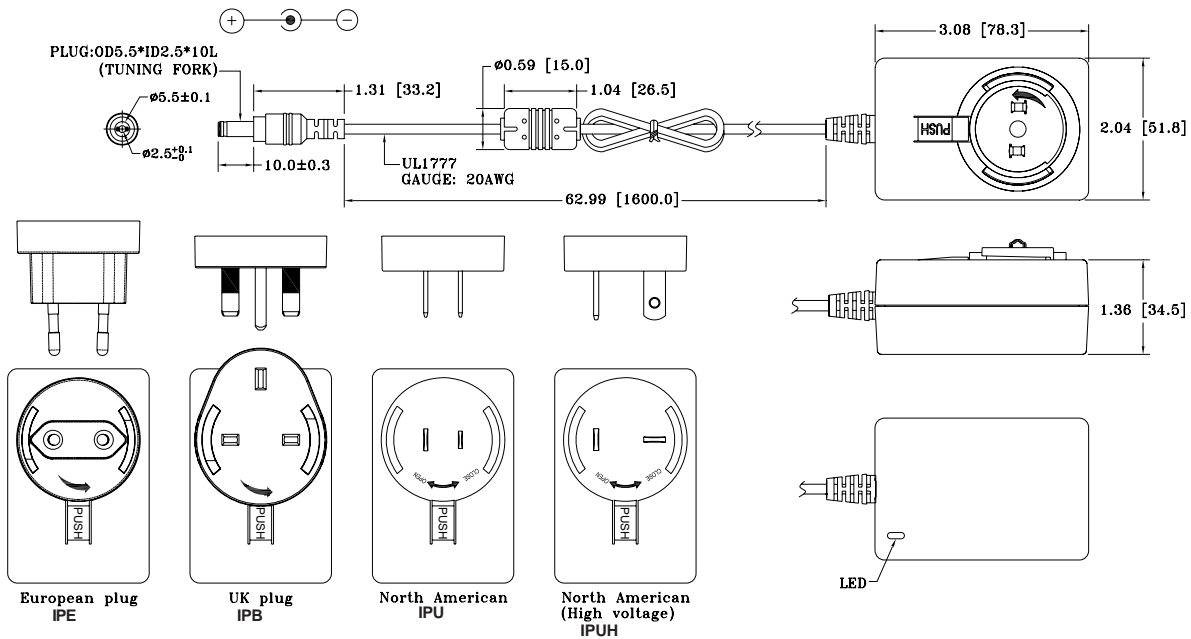 + −
PLUG:OD5.5*ID2.5*10L
(TUNING FORK)
ø5.5±0.1
ø2.5+0.1 -0
10.0±0.3
1.31 [33.2]
ø0.59 [15.0]
1.04 [26.5]
UL1777
GAUGE: 20AWG
62.99 [1600.0]
3.08 [78.3]
PUSH
2.04 [51.8]
1.36 [34.5]
PUSH
PUSH
OPEN CLOSE
PUSH
OPEN CLOSE
PUSH
LED
European plug
IPE
UK plug
IPB
North American
IPU
North American
(High voltage)
IPUH